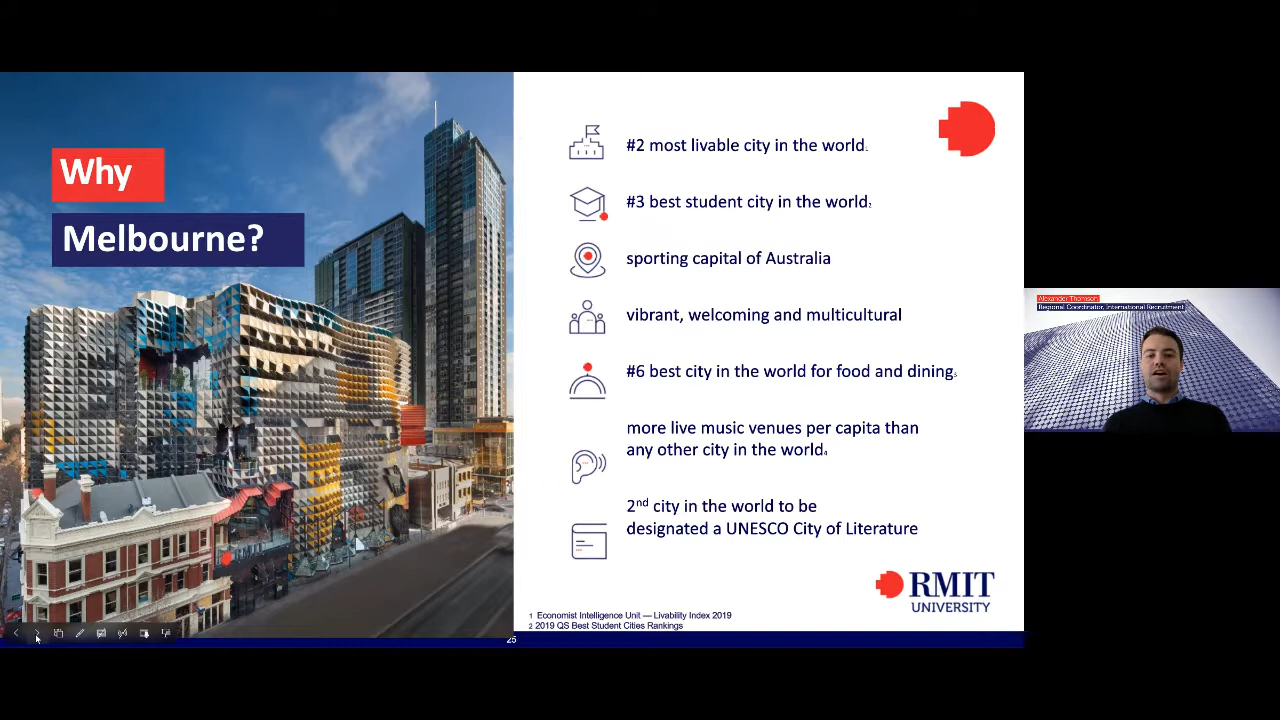 Why
Melbourne?
#2 most livable city in the world
#3 best student city in the world
sporting capital of Australia
vibrant, welcoming and multicultural
#6 best city in the world for food and dining
more live music venues per capita than
any other city in the world4
2nd city in the world to be
designated a UNESCO City of Literature
RMIT
UNIVERSITY
1 Economist Intelligence Unit — Livability Index 2019
2 2019 QS Best Student Cities Rankings
25
Alexander Thomson
Regional Coordinator, International Recruitment